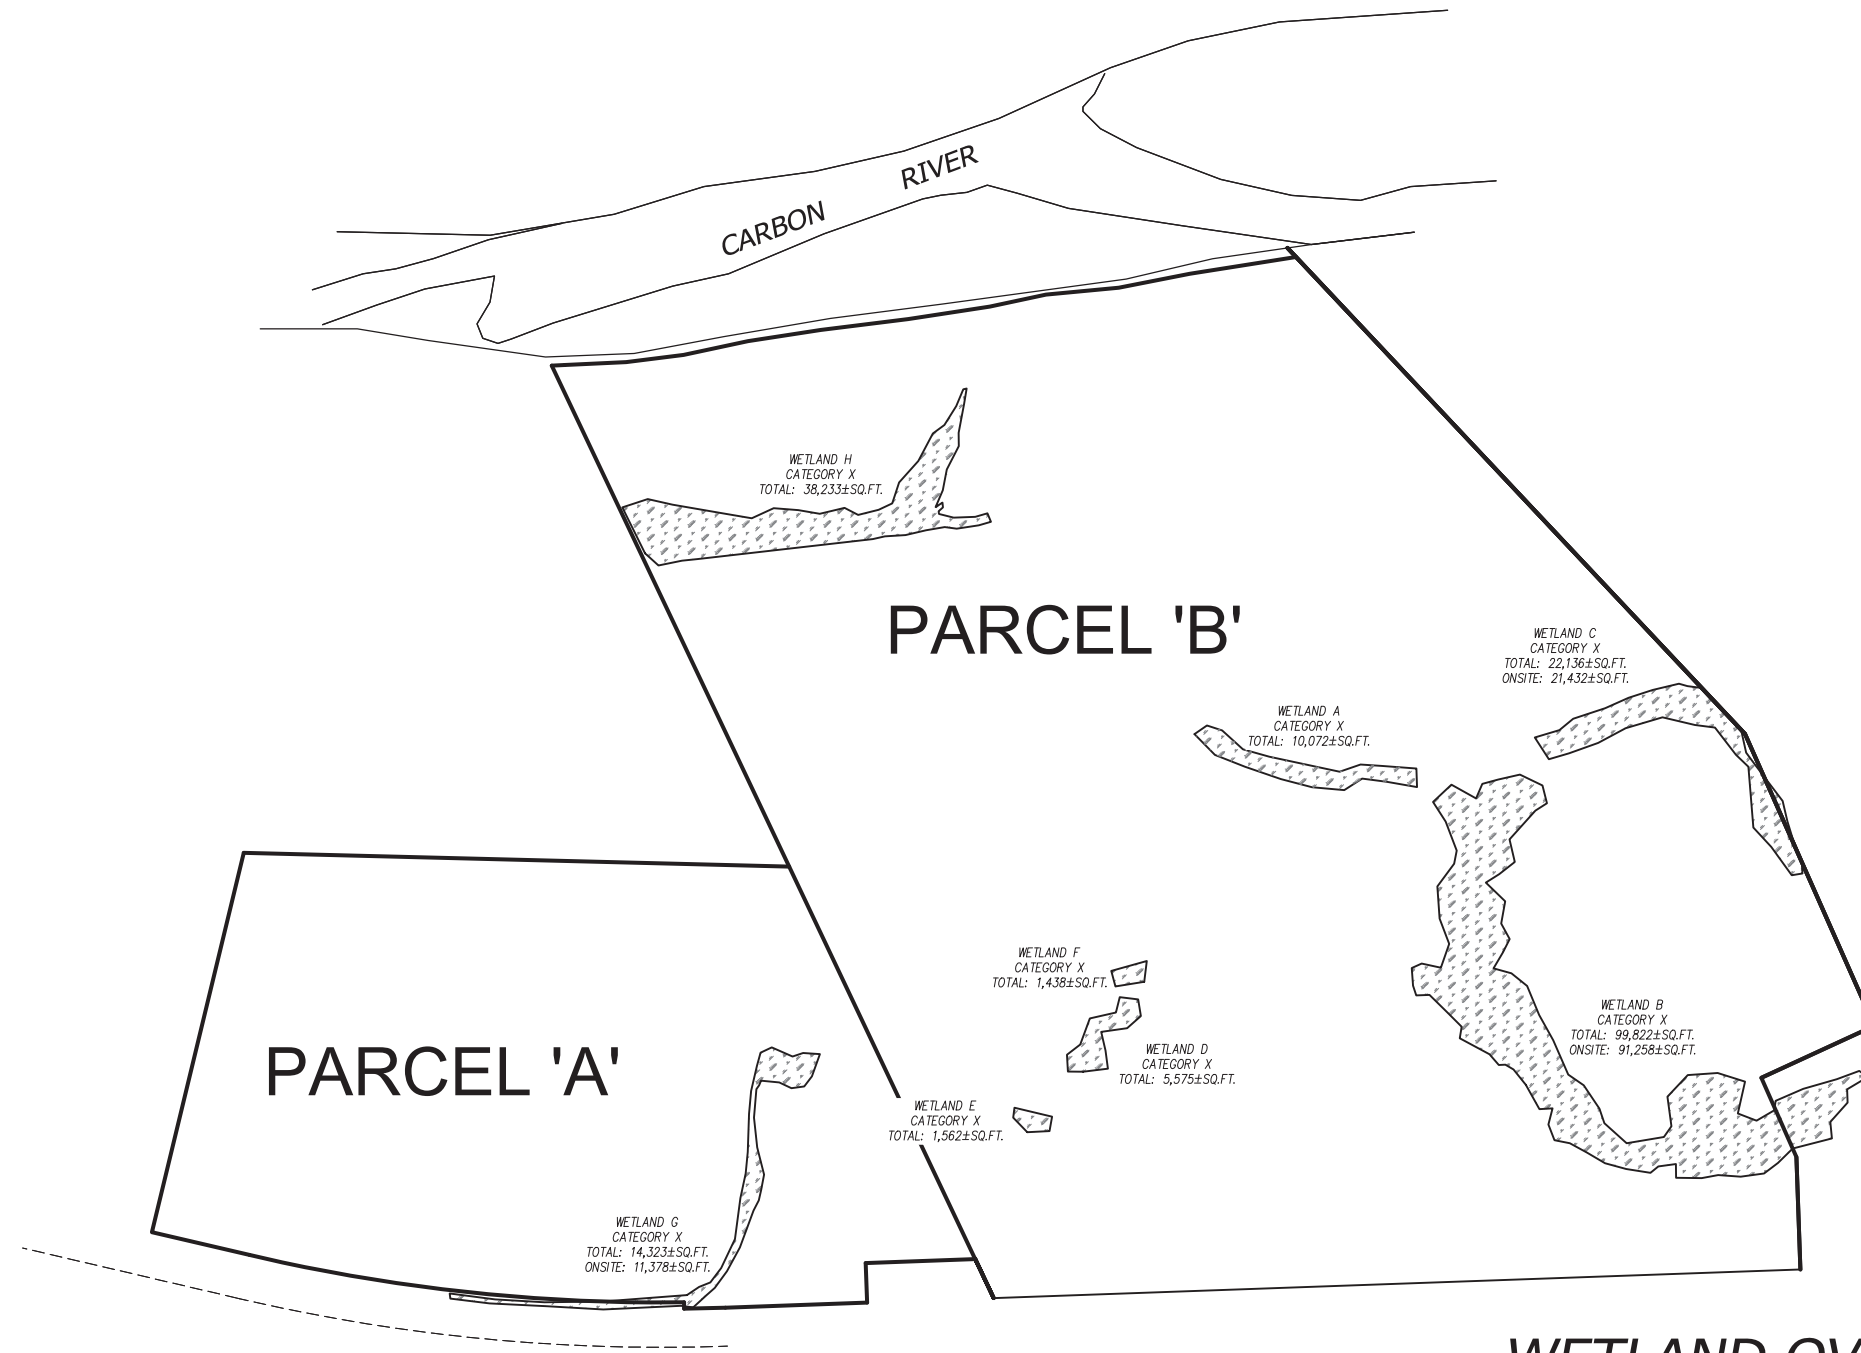 RIVER
CARBON
WETLAND H
CATEGORY X
TOTAL: 38,233±SQ.FT.
PARCEL 'B'
WETLAND C
CATEGORY X
TOTAL: 22,136±SQ.FT.
ONSITE: 21,432±SQ.FT.
WETLAND A
CATEGORY X
TOTAL: 10,072±SQ.FT.
WETLAND F
CATEGORY X
TOTAL: 1,438±SQ.FT.
WETLAND B
CATEGORY X
TOTAL: 99,822±SQ.FT.
ONSITE: 91,258±SQ.FT.
WETLAND D
CATEGORY X
TOTAL: 5,575±SQ.FT.
PARCEL 'A'
WETLAND E
CATEGORY X
TOTAL: 1,562±SQ.FT.
WETLAND G
CATEGORY X
TOTAL: 14,323±SQ.FT.
ONSITE: 11,378±SQ.FT.
WETLAND